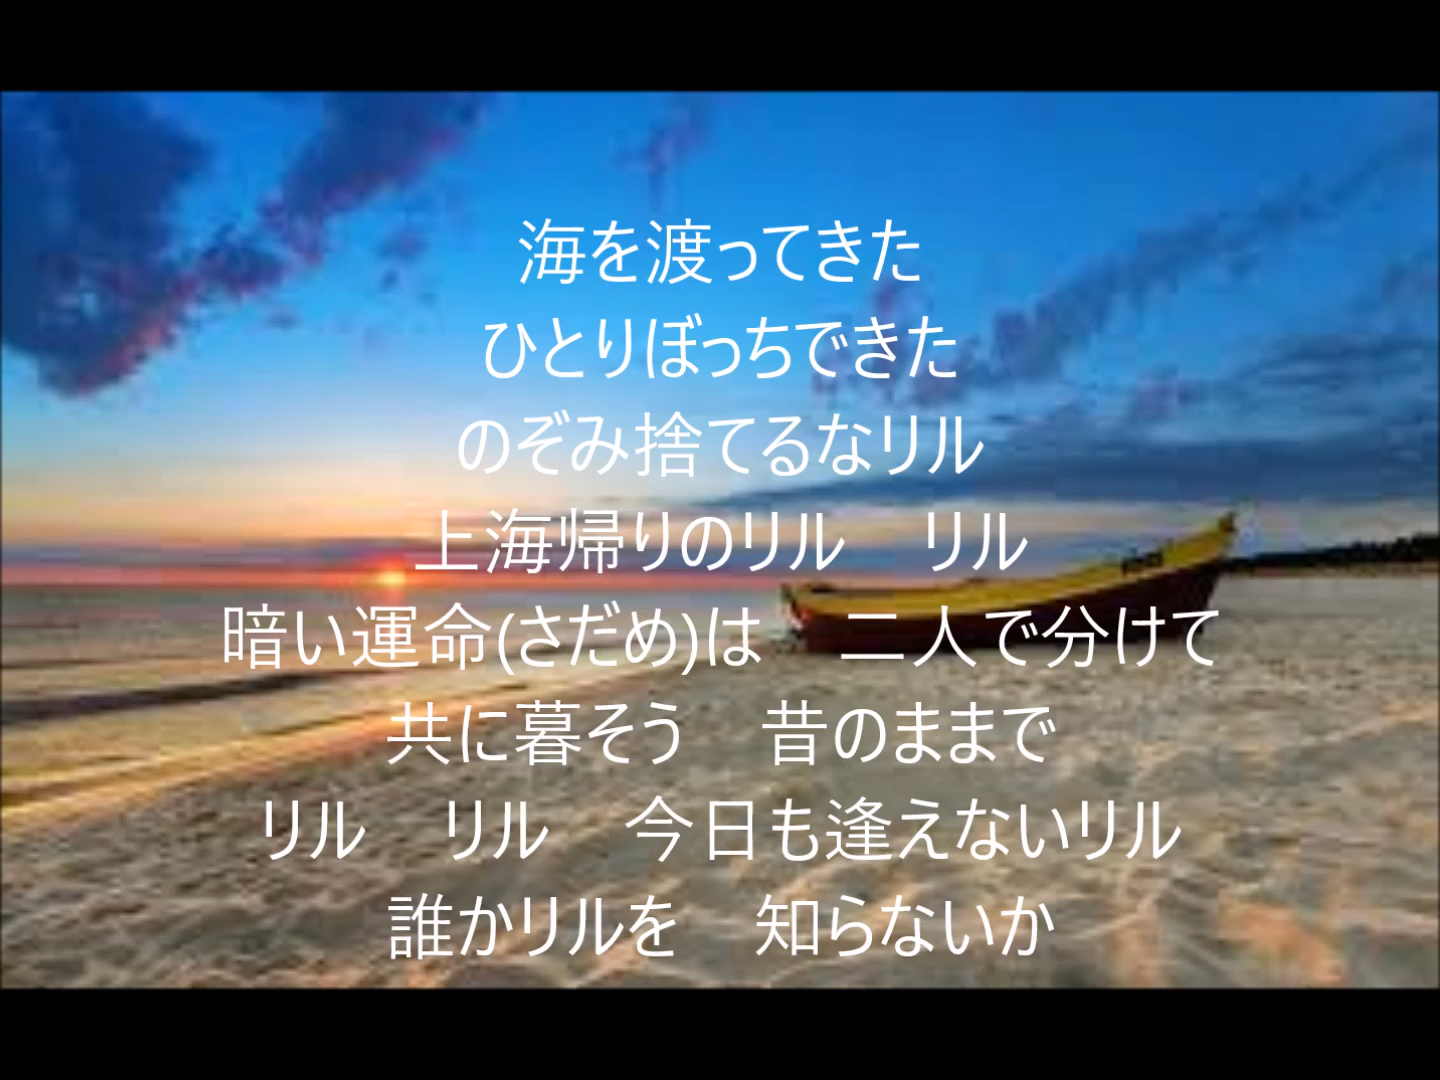 海を渡ってきた
ひとりぼっちできた
のぞみ捨てるなリル
上海帰りのリル　リル
暗い運命(さだめ)は　二人で分けて
共に暮そう　昔のままで
リル　リル　今日も逢えないリル
誰かリルを　知らないか